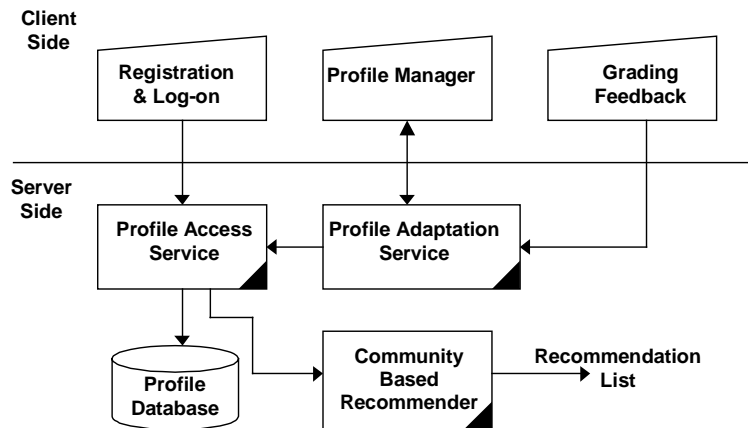 Client
Side
Registration
& Log-on
Profile Manager
Grading
Feedback
Server
Side
Profile Access
Service
Profile Adaptation
Service
Profile
Database
Community
Based
Recommender
Recommendation
List